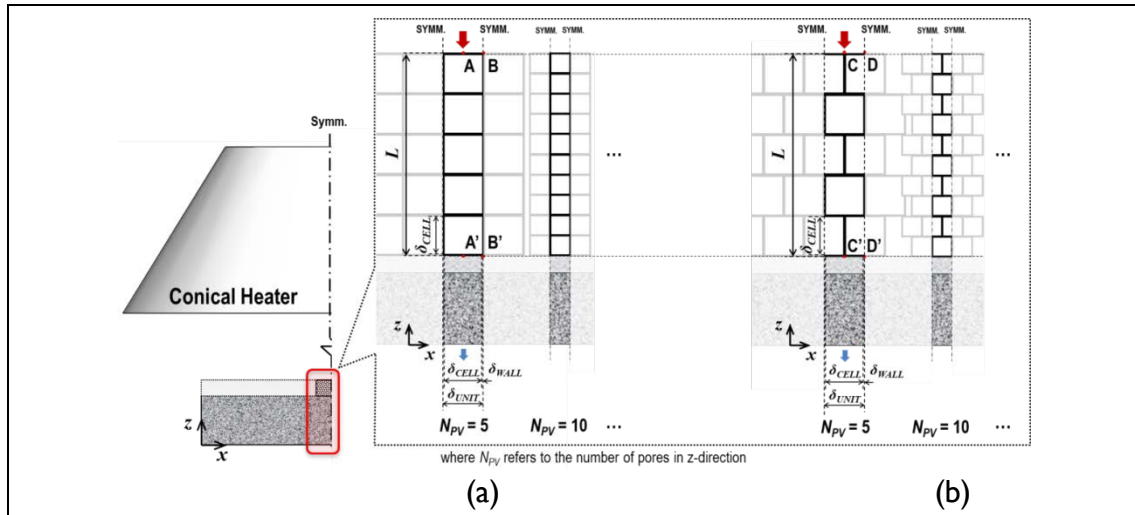 SYMM. SYMM. SYMM. SYMM.
A B
L
δCELL
A' B'
z
x
δCELL δWALL
δUNIT
NPV = 5 NPV = 10 ...
...
SYMM. SYMM. SYMM. SYMM.
C D
L
δCELL
C' D'
z
x
δCELL δWALL
δUNIT
NPV = 5 NPV = 10 ...
...
Symm.
Conical Heater
z
x
where NPV refers to the number of pores in z-direction
(a) (b)